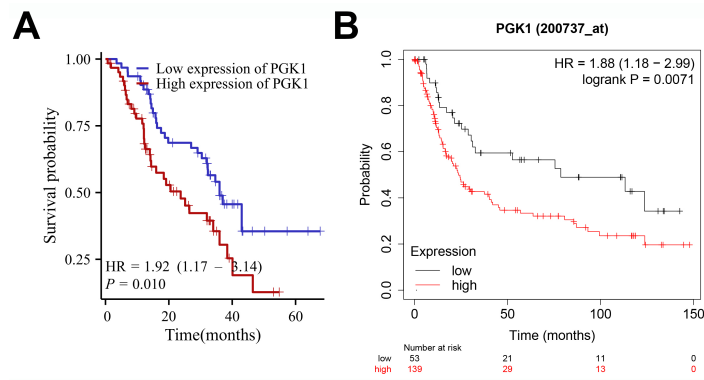 A
Survival probability
1.00
0.75
0.50
0.25
Low expression of PGK1
High expression of PGK1
HR = 1.92 (1.17 − 3.14)
P = 0.010
0 20 40 60
Time(months)
B
PGK1 (200737_at)
HR = 1.88 (1.18 − 2.99)
logrank P = 0.0071
Probability
1.0
0.8
0.6
0.4
0.2
0.0
Expression
low
high
0 50 100 150
Time (months)
Number at risk
low 53 21 11 0
high 139 29 13 0